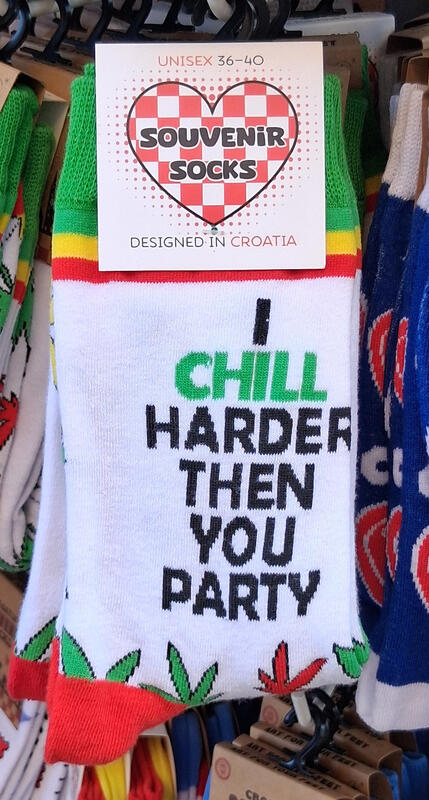 UNISEX 36-40
SOUVENIR
SOCKS
DESIGNED IN CROATIA
I
CHILL
HARDER
THEN
YOU
PARTY